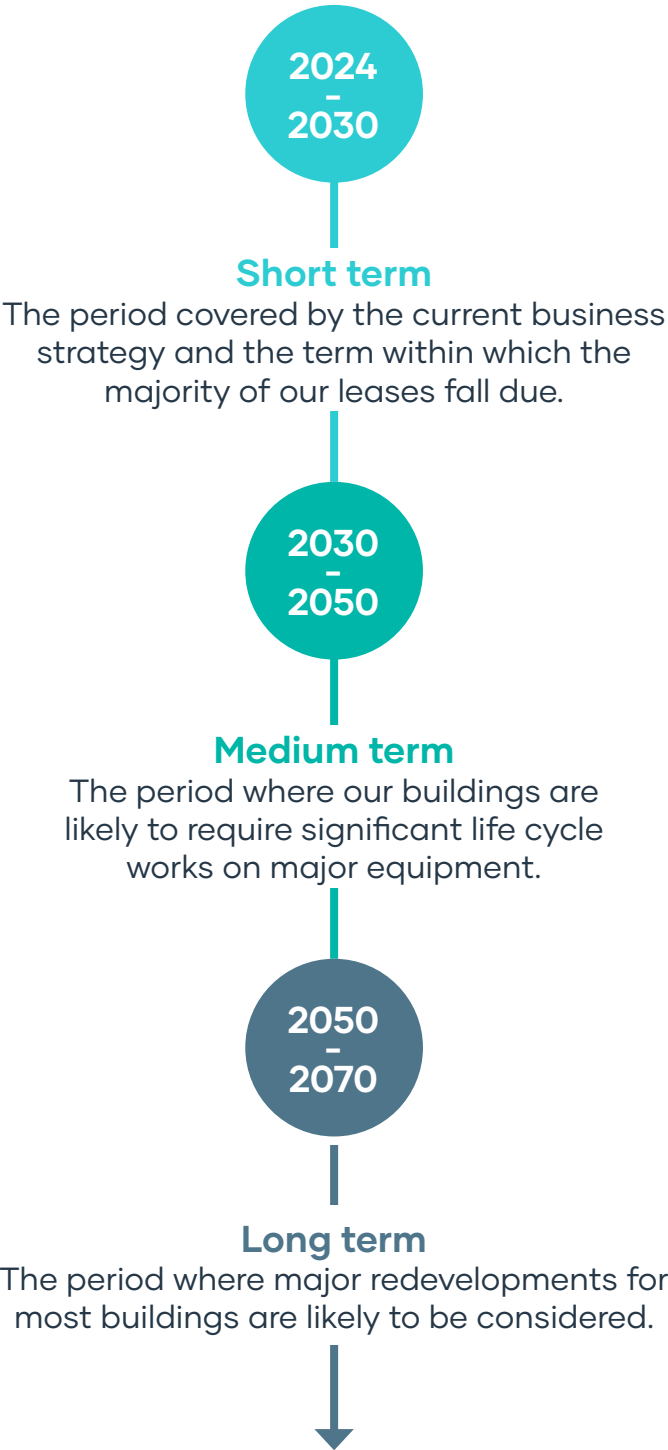 2024
-
2030
Short term
The period covered by the current business
strategy and the term within which the
majority of our leases fall due.
2030
-
2050
Medium term
The period where our buildings are
likely to require significant life cycle
works on major equipment.
2050
-
2070
Long term
The period where major redevelopments for
most buildings are likely to be considered.